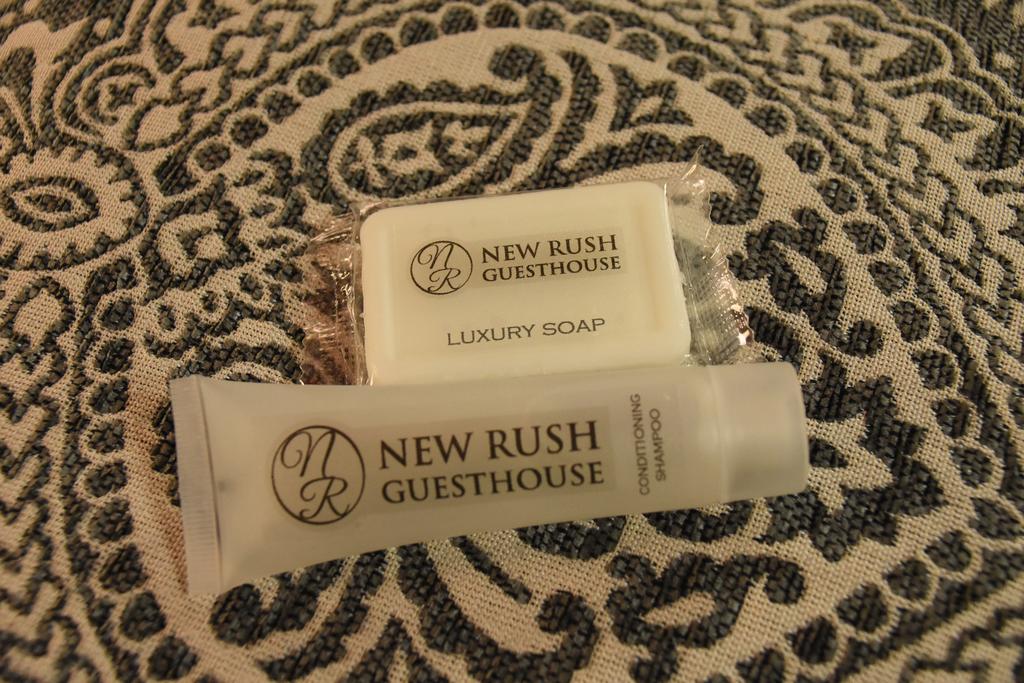 NR
NEW RUSH
GUESTHOUSE
LUXURY SOAP
NR
NEW RUSH
GUESTHOUSE
CONDITIONING
SHAMPOO